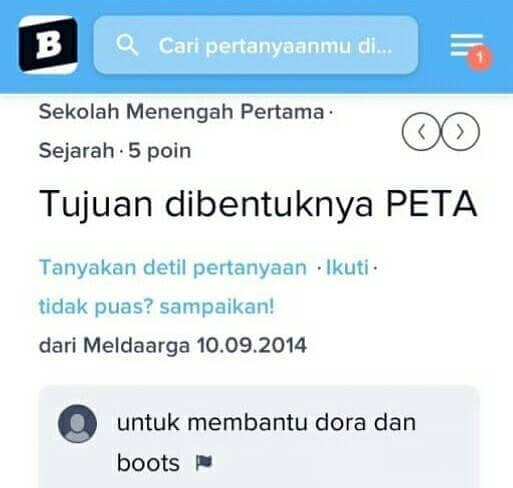 B
Cari pertanyaanmu di...
1
Sekolah Menengah Pertama ·
Sejarah · 5 poin
Tujuan dibentuknya PETA
Tanyakan detil pertanyaan · Ikuti ·
tidak puas? sampaikan!
dari Meldaarga 10.09.2014
untuk membantu dora dan
boots